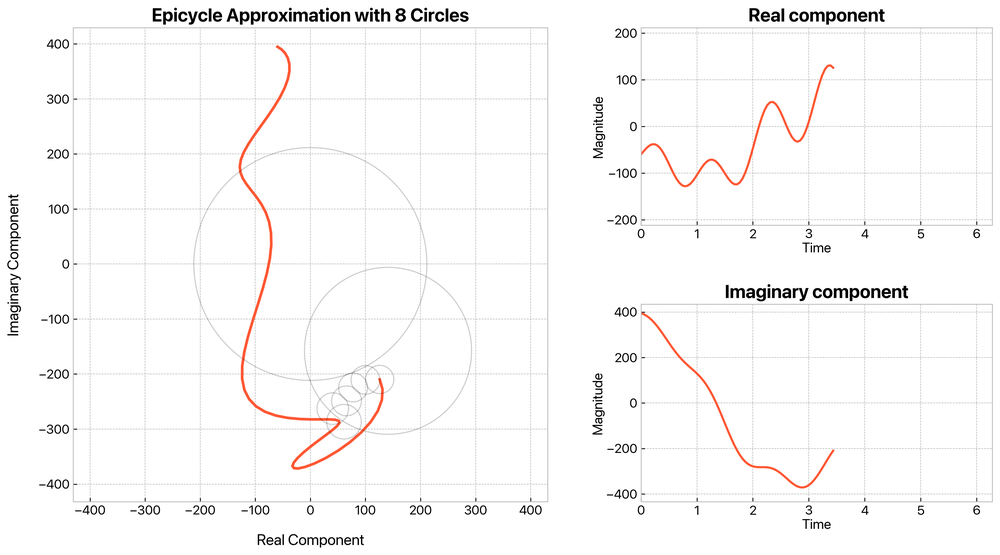 Epicycle Approximation with 8 Circles
400
300
200
100
0
−100
−200
−300
−400
Imaginary Component
−400 −300 −200 −100 0 100 200 300 400
Real Component
Real component
200
100
0
−100
−200
Magnitude
0 1 2 3 4 5 6
Time
Imaginary component
400
200
0
−200
−400
Magnitude
0 1 2 3 4 5 6
Time